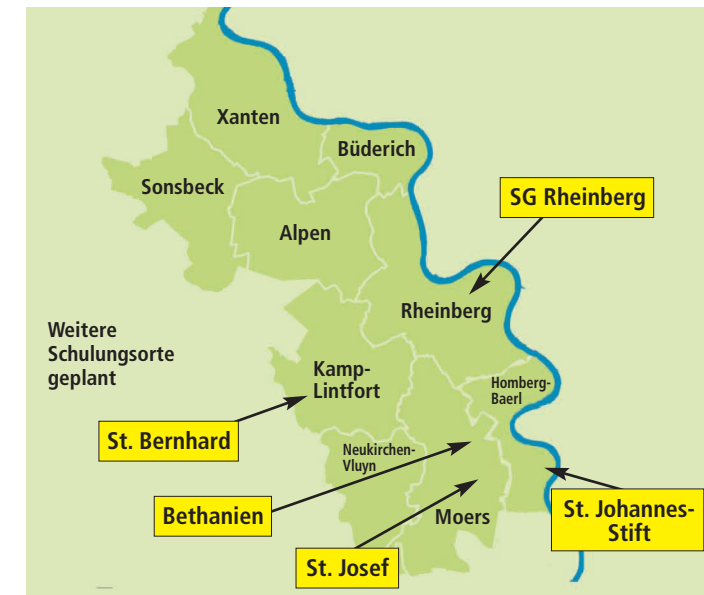 Xanten
Büderich
Sonsbeck
SG Rheinberg
Alpen
Rheinberg
Weitere
Schulungsorte
geplant
Kamp-
Lintfort
Homberg-
Baerl
St. Bernhard
Neukirchen-
Vluyn
Bethanien
Moers
St. Johannes-
Stift
St. Josef